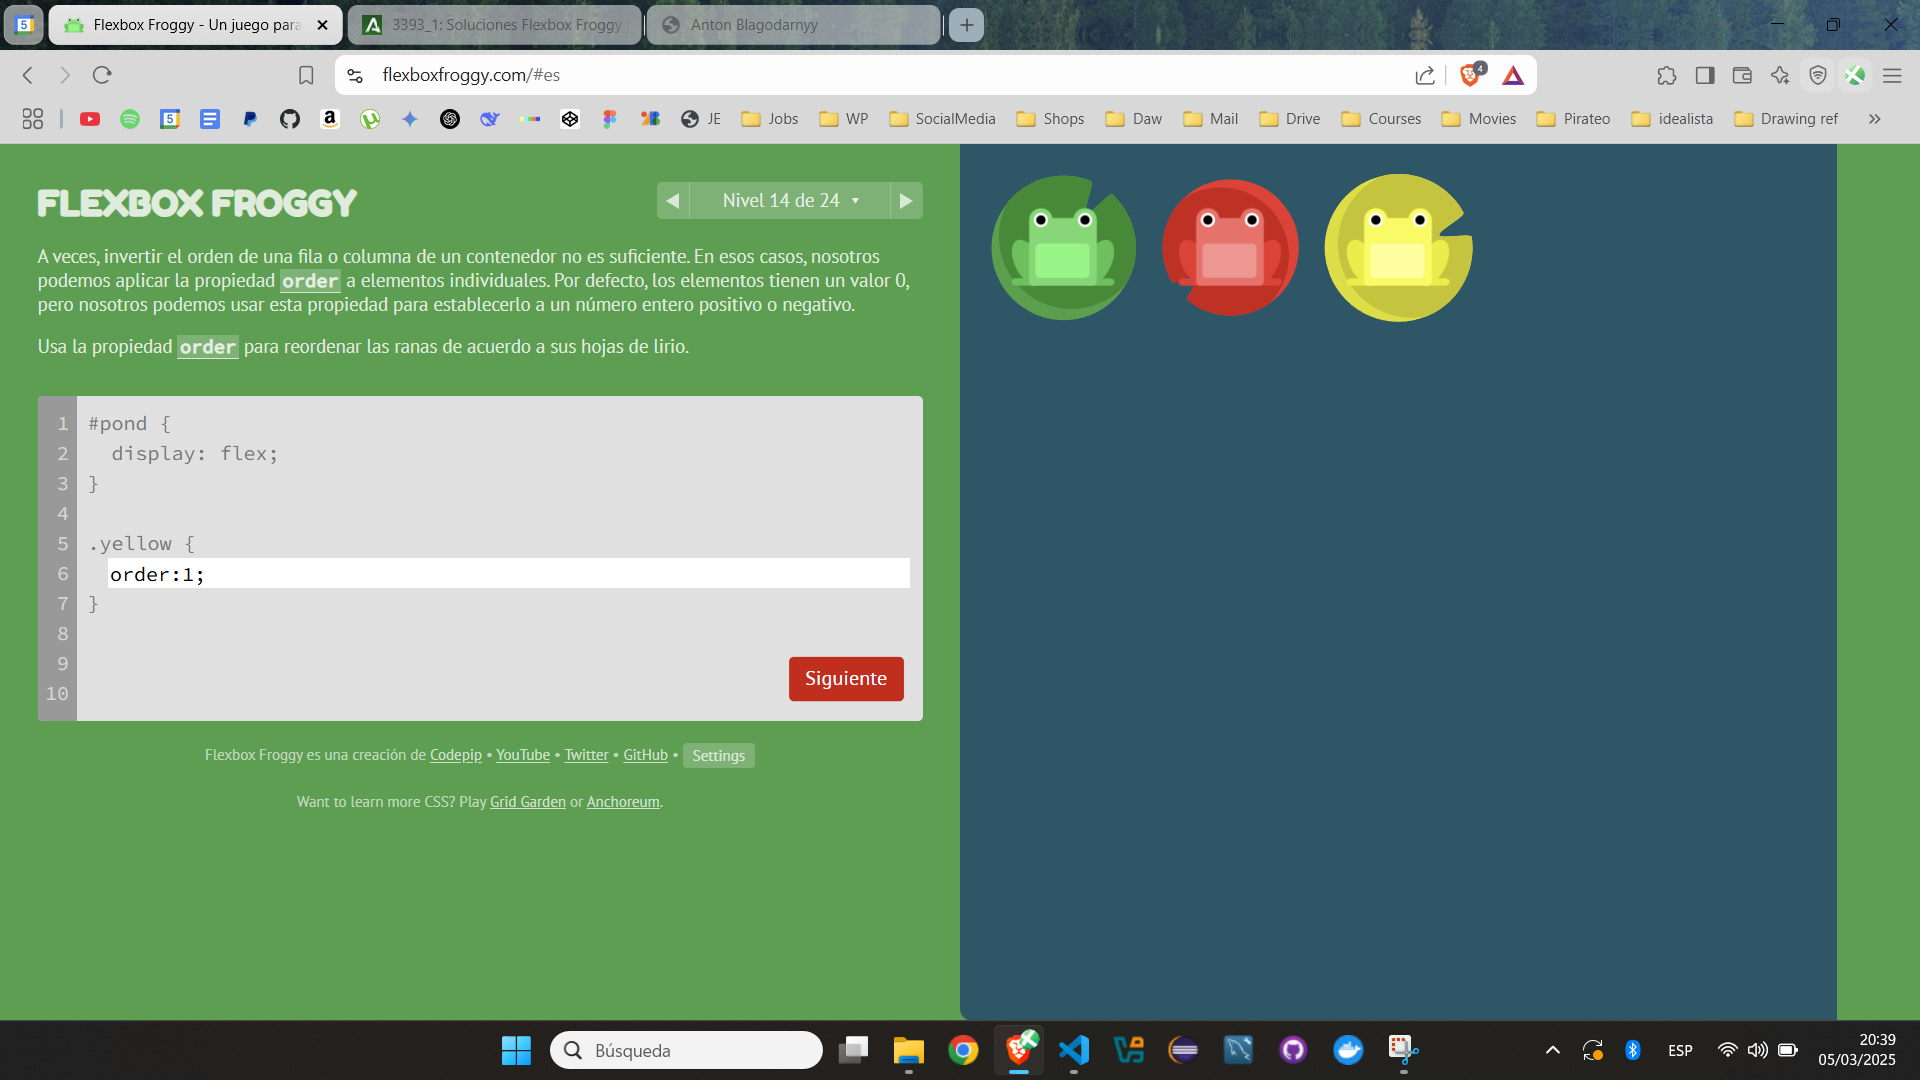 5
Flexbox Froggy - Un juego para
3393_1: Soluciones Flexbox Froggy
Anton Blagodarnyy
flexboxfroggy.com/#es
4
5
a
JE
Jobs
WP
SocialMedia
Shops
Daw
Mail
Drive
Courses
Movies
Pirateo
idealista
Drawing ref
FLEXBOX FROGGY
Nivel 14 de 24
A veces, invertir el orden de una fila o columna de un contenedor no es suficiente. En esos casos, nosotros
podemos aplicar la propiedad order a elementos individuales. Por defecto, los elementos tienen un valor 0,
pero nosotros podemos usar esta propiedad para establecerlo a un número entero positivo o negativo.
Usa la propiedad order para reordenar las ranas de acuerdo a sus hojas de lirio.
1 #pond {
2 display: flex;
3 }
4
5 .yellow {
6 order:1;
7 }
8
9
10
Siguiente
Flexbox Froggy es una creación de Codepip • YouTube • Twitter • GitHub • Settings
Want to learn more CSS? Play Grid Garden or Anchoreum.
Búsqueda
ESP
20:39
05/03/2025